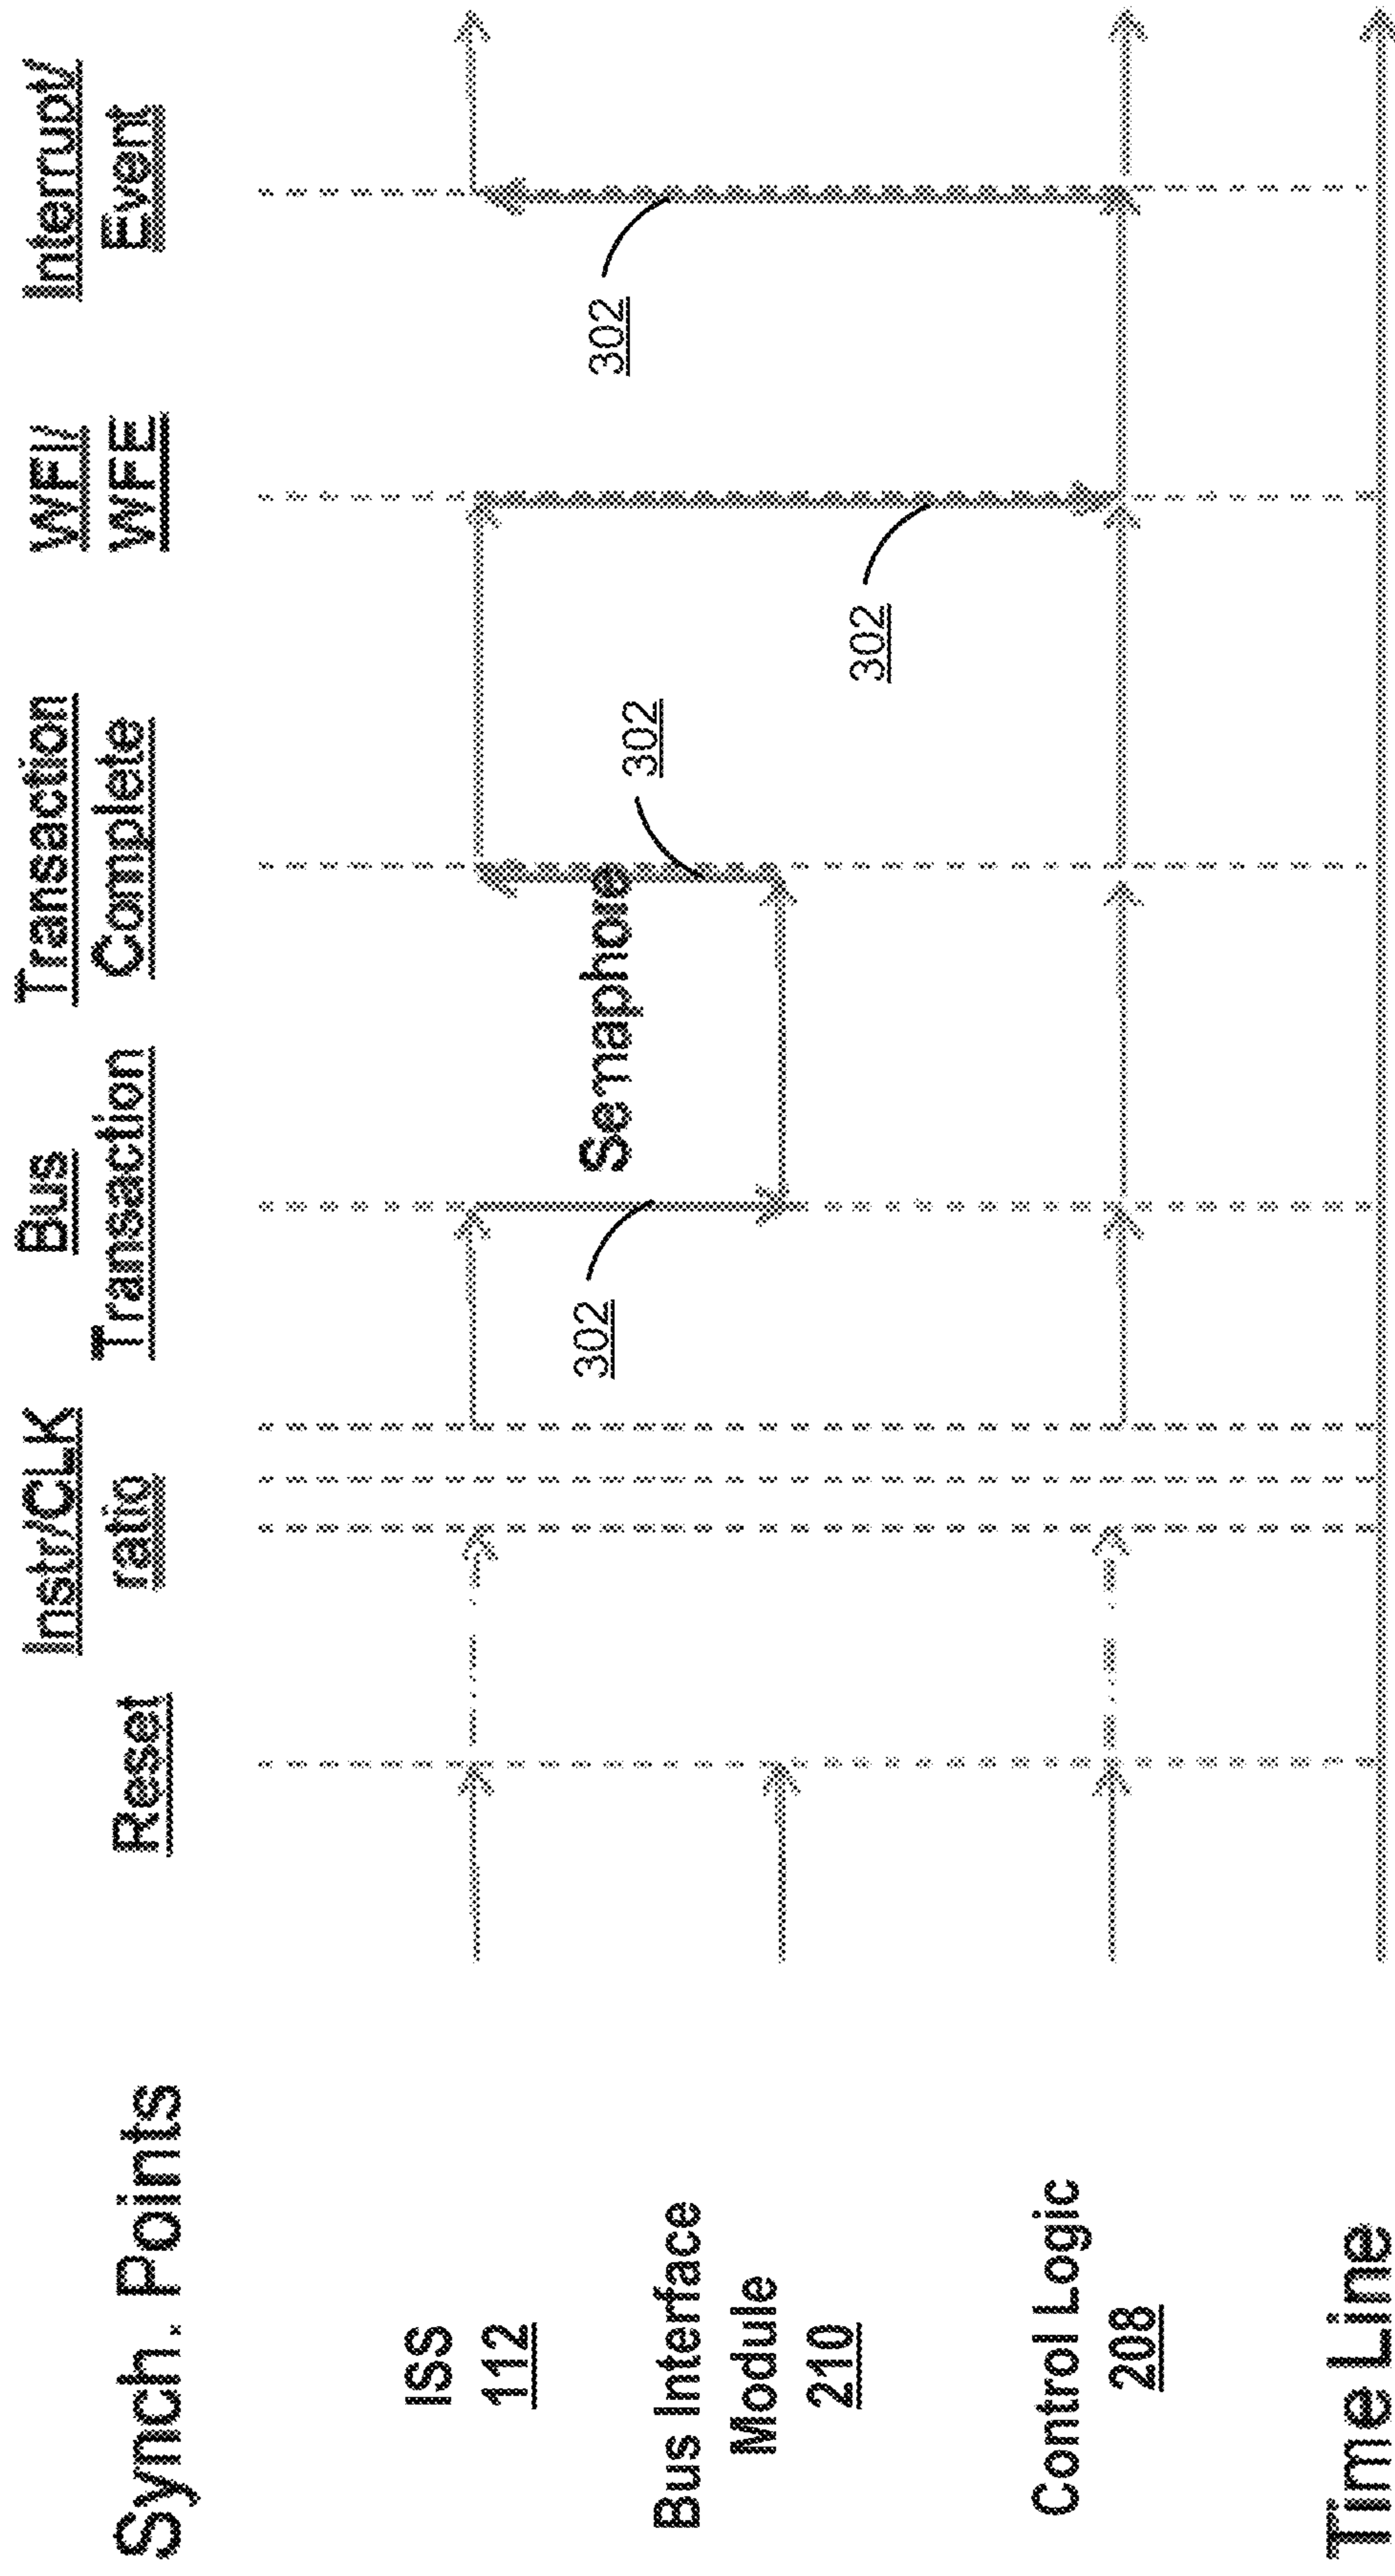 Synch. Points
Reset
Instr/CLK
ratio
Bus
Transaction
Transaction
Complete
WFI/
WFE
Interrupt/
Event
ISS
112
302
Semaphore
302
302
302
Bus Interface
Module
210
Control Logic
208
Time Line